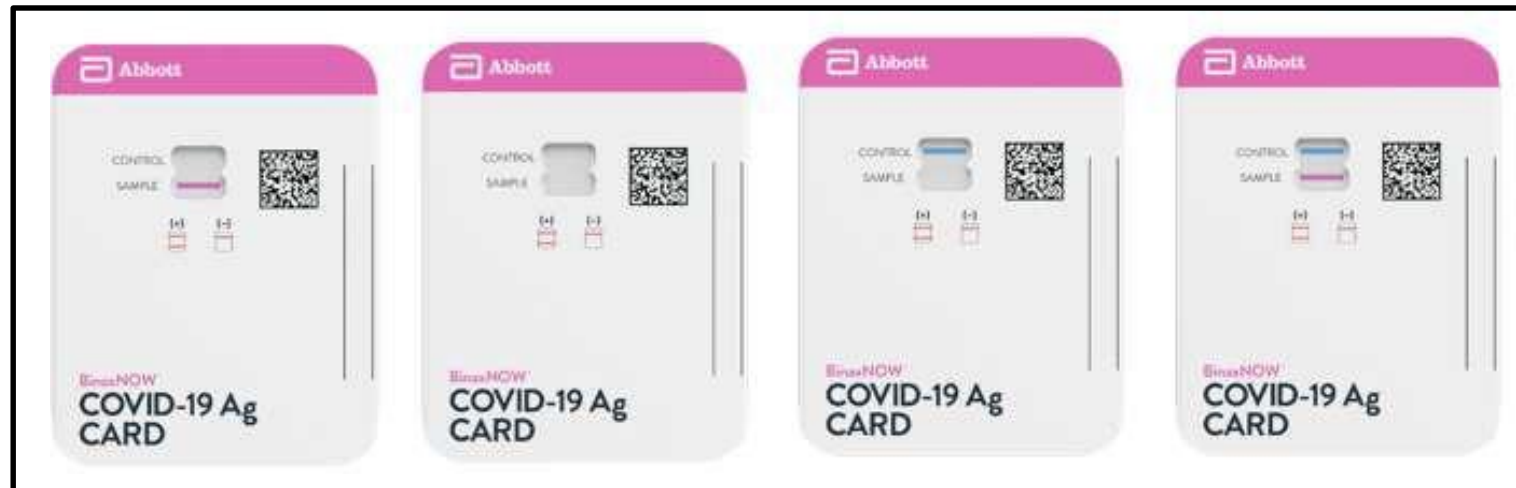 Abbott
CONTROL
SAMPLE
(+) (-)
BinaxNOW
COVID-19 Ag
CARD
Abbott
CONTROL
SAMPLE
(+) (-)
BinaxNOW
COVID-19 Ag
CARD
Abbott
CONTROL
SAMPLE
(+) (-)
BinaxNOW
COVID-19 Ag
CARD
Abbott
CONTROL
SAMPLE
(+) (-)
BinaxNOW
COVID-19 Ag
CARD